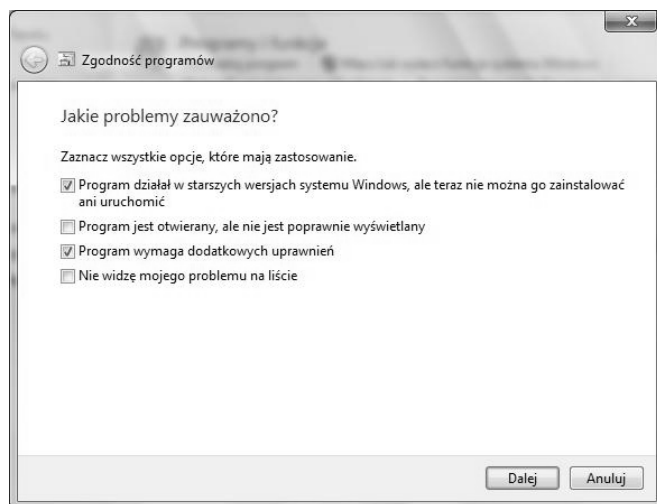 Programy i funkcje
Zgodność programów
Jakie problemy zauważono?
Zaznacz wszystkie opcje, które mają zastosowanie.
Program działał w starszych wersjach systemu Windows, ale teraz nie można go zainstalować
ani uruchomić
Program jest otwierany, ale nie jest poprawnie wyświetlany
Program wymaga dodatkowych uprawnień
Nie widzę mojego problemu na liście
Dalej
Anuluj